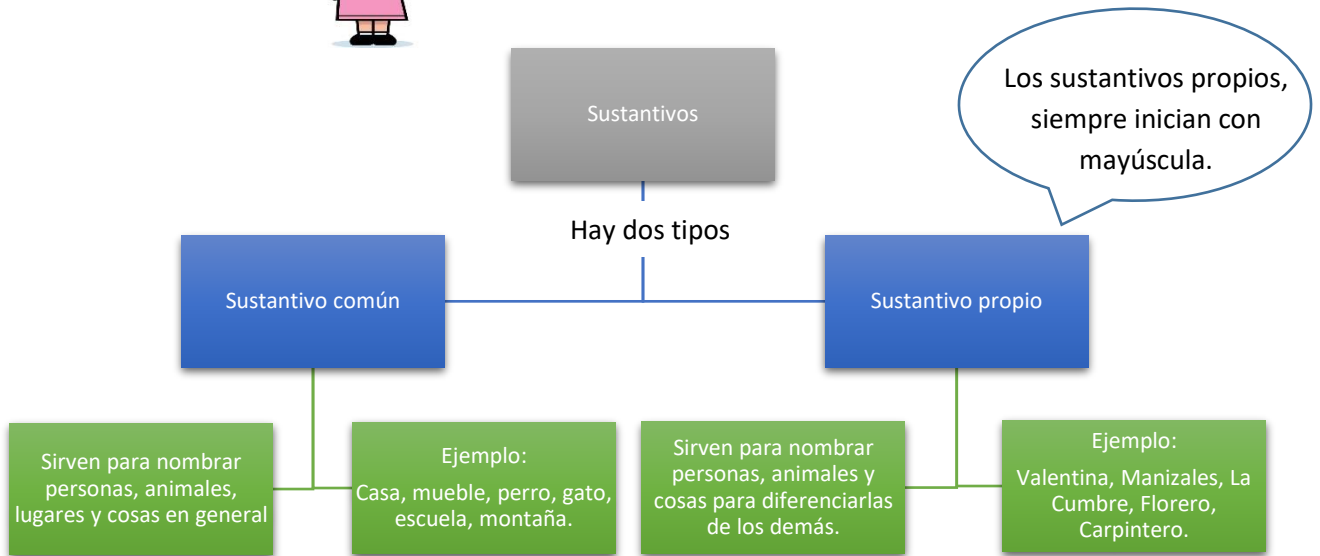 Sustantivos
Los sustantivos propios,
siempre inician con
mayúscula.
Hay dos tipos
Sustantivo común
Sustantivo propio
Sirven para nombrar
personas, animales,
lugares y cosas en general
Ejemplo:
Casa, mueble, perro, gato,
escuela, montaña.
Sirven para nombrar
personas, animales y
cosas para diferenciarlas
de los demás.
Ejemplo:
Valentina, Manizales, La
Cumbre, Florero,
Carpintero.